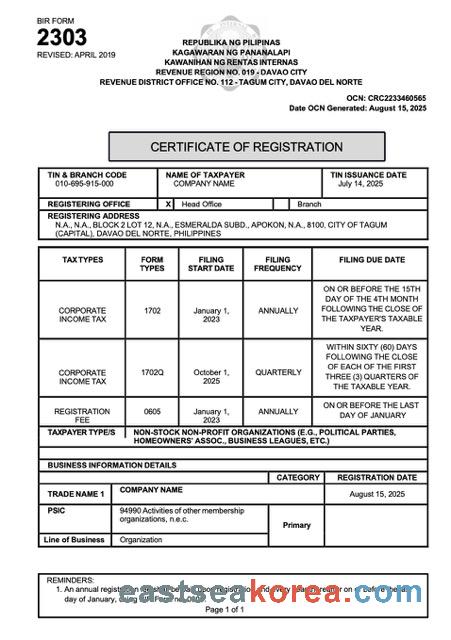 BIR FORM
2303
REVISED: APRIL 2019
REPUBLIKA NG PILIPINAS
KAGAWARAN NG PANANALAPI
KAWANIHAN NG RENTAS INTERNAS
REVENUE REGION NO. 019 - DAVAO CITY
REVENUE DISTRICT OFFICE NO. 112 - TAGUM CITY, DAVAO DEL NORTE
OCN: CRC2233460565
Date OCN Generated: August 15, 2025
CERTIFICATE OF REGISTRATION
TIN & BRANCH CODE NAME OF TAXPAYER TIN ISSUANCE DATE
010-695-915-000 COMPANY NAME July 14, 2025
REGISTERING OFFICE X Head Office Branch
REGISTERING ADDRESS
N.A., N.A., BLOCK 2 LOT 12, N.A., ESMERALDA SUBD., APOKON, N.A., 8100, CITY OF TAGUM
(CAPITAL), DAVAO DEL NORTE, PHILIPPINES
TAX TYPES FORM TYPES FILING START DATE FILING FREQUENCY FILING DUE DATE
CORPORATE INCOME TAX 1702 January 1, 2023 ANNUALLY ON OR BEFORE THE 15TH DAY OF THE 4TH MONTH FOLLOWING THE CLOSE OF THE TAXPAYER'S TAXABLE YEAR.
CORPORATE INCOME TAX 1702Q October 1, 2025 QUARTERLY WITHIN SIXTY (60) DAYS FOLLOWING THE CLOSE OF EACH OF THE FIRST THREE (3) QUARTERS OF THE TAXABLE YEAR.
REGISTRATION FEE 0605 January 1, 2023 ANNUALLY ON OR BEFORE THE LAST DAY OF JANUARY
TAXPAYER TYPE/S NON-STOCK NON-PROFIT ORGANIZATIONS (E.G., POLITICAL PARTIES, HOMEOWNERS' ASSOC., BUSINESS LEAGUES, ETC.)
BUSINESS INFORMATION DETAILS
CATEGORY REGISTRATION DATE
TRADE NAME 1 COMPANY NAME August 15, 2025
PSIC 94990 Activities of other membership organizations, n.e.c. Primary
Line of Business Organization
REMINDERS:
1. An annual registration
day of January,
eastseakorea.com
Page 1 of 1